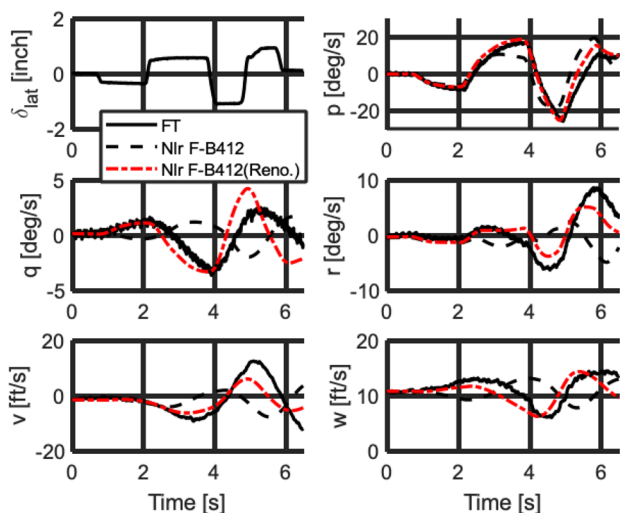 δlat [inch]
2
0
-2
0
p [deg/s]
20
0
-20
0 2 4 6
FT
Nlr F-B412
Nlr F-B412(Reno.)
q [deg/s]
5
0
-5
0 2 4 6
r [deg/s]
10
0
-10
0 2 4 6
v [ft/s]
20
0
-20
0 2 4 6
Time [s]
w [ft/s]
20
10
0
0 2 4 6
Time [s]